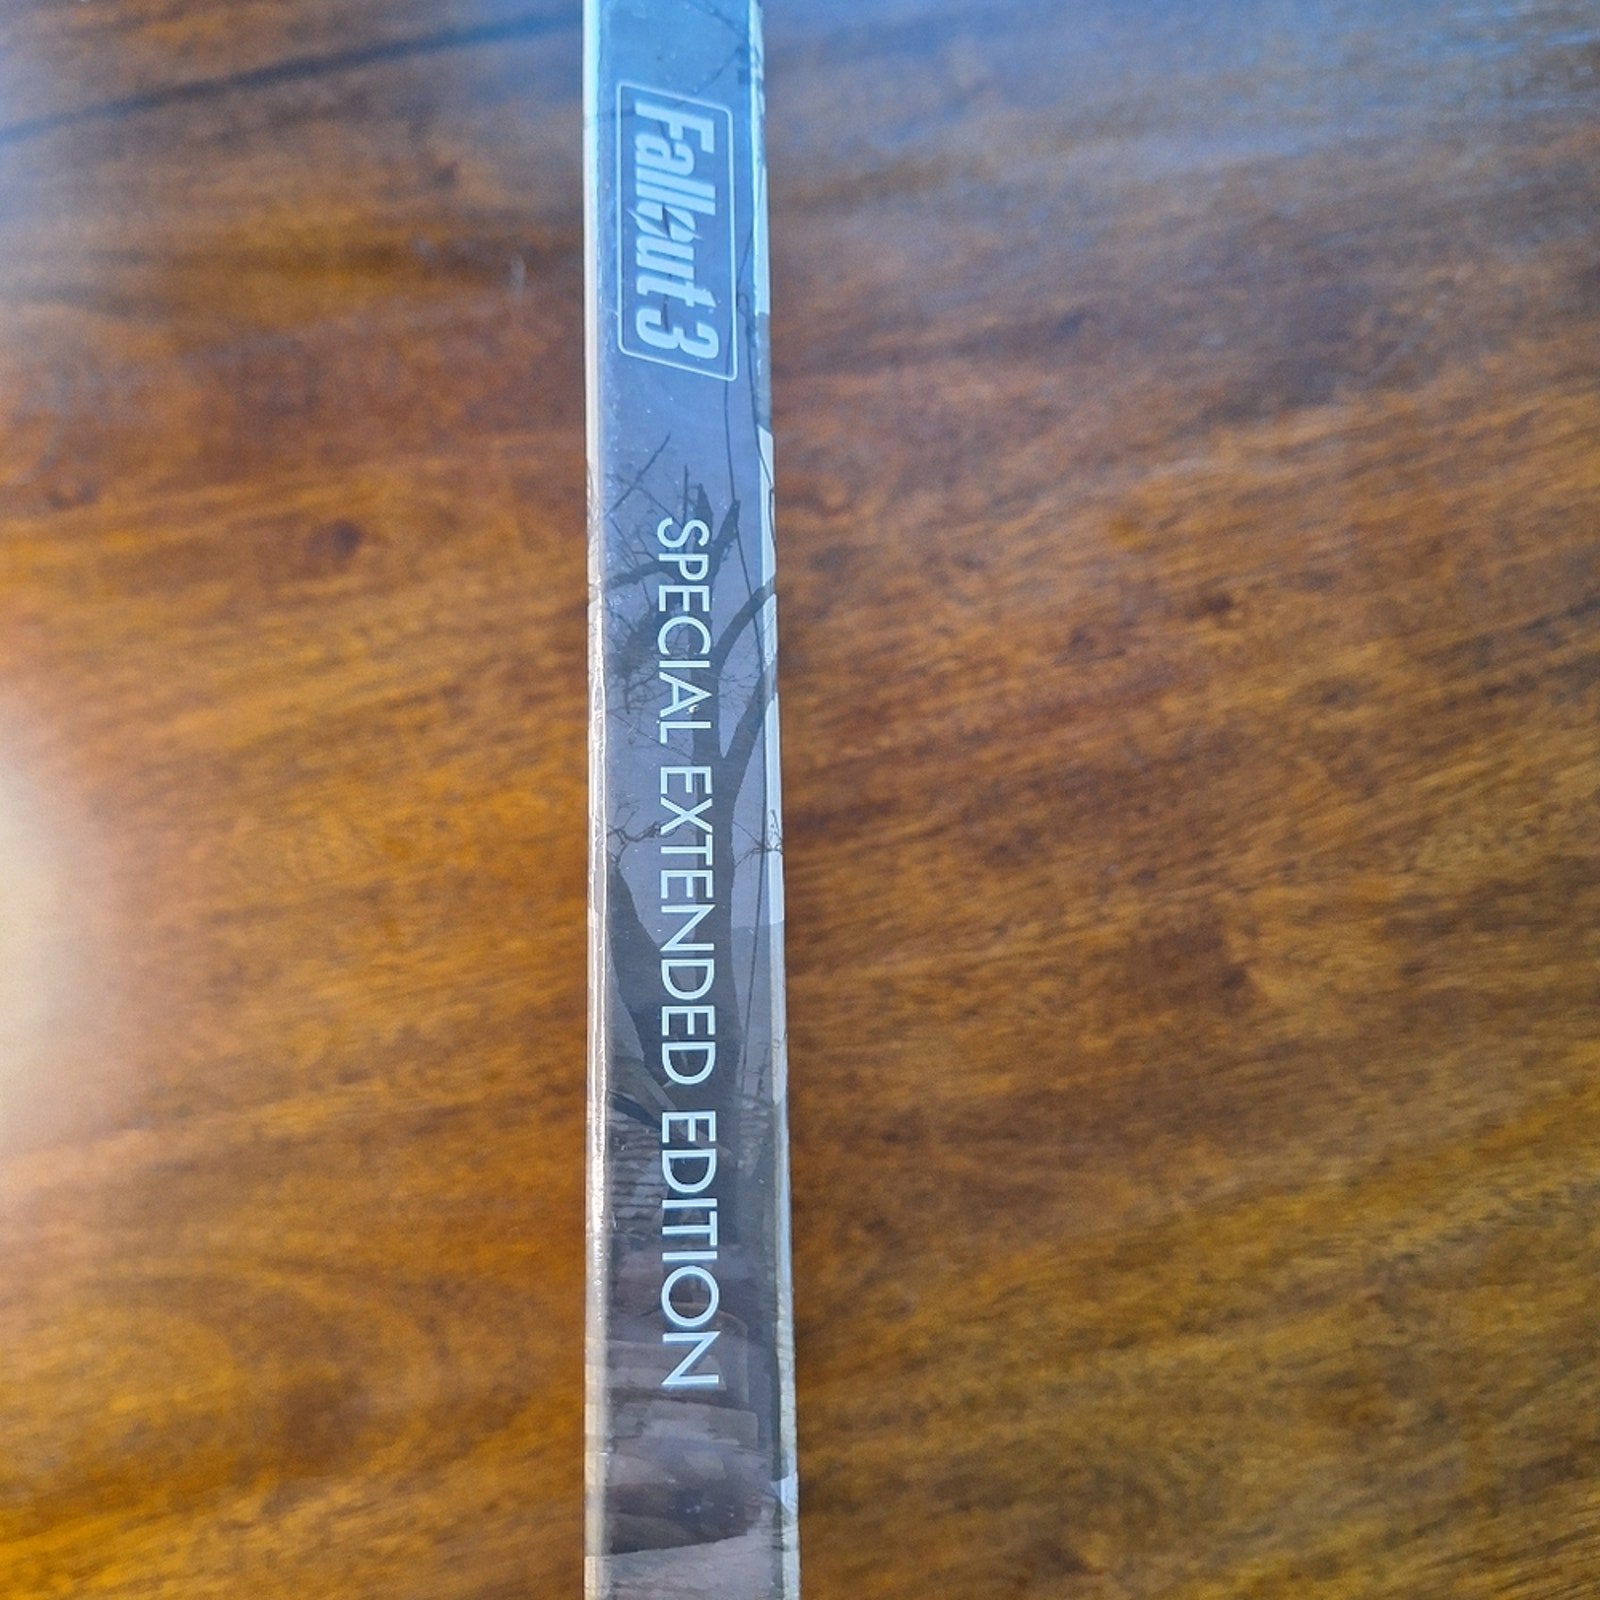 Fallout 3
SPECIAL EXTENDED EDITION